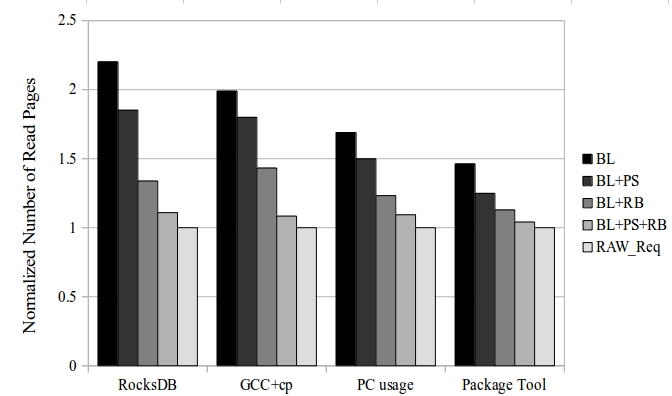 Normalized Number of Read Pages
2.5
2
1.5
1
0.5
0
RocksDB
GCC+cp
PC usage
Package Tool
BL
BL+PS
BL+RB
BL+PS+RB
RAW_Req